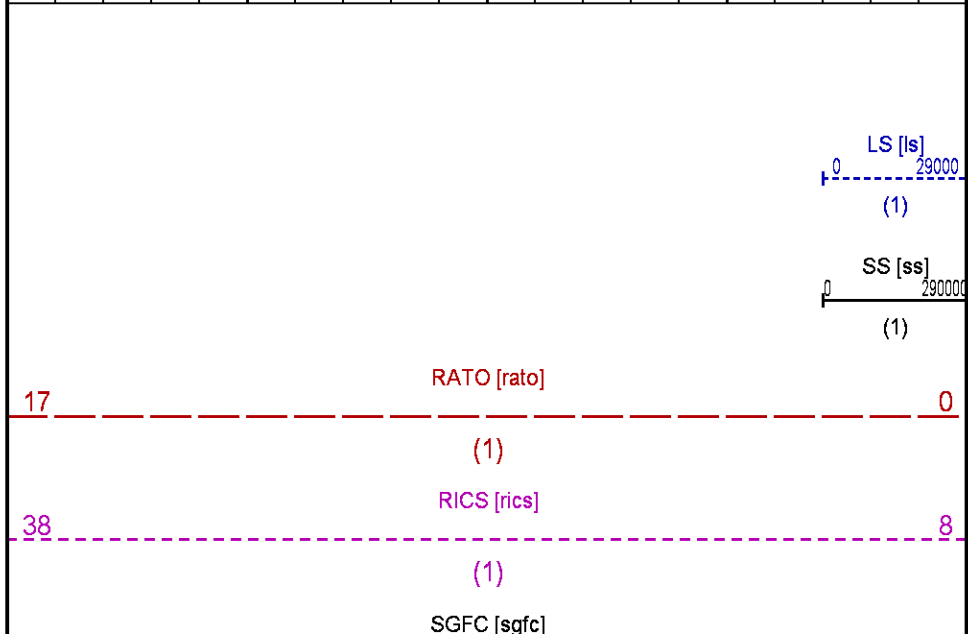 LS [ls]
0 29000
(1)
SS [ss]
0 290000
(1)
RATO [rato]
17 0
(1)
RICS [rics]
38 8
(1)
SGFC [sgfc]